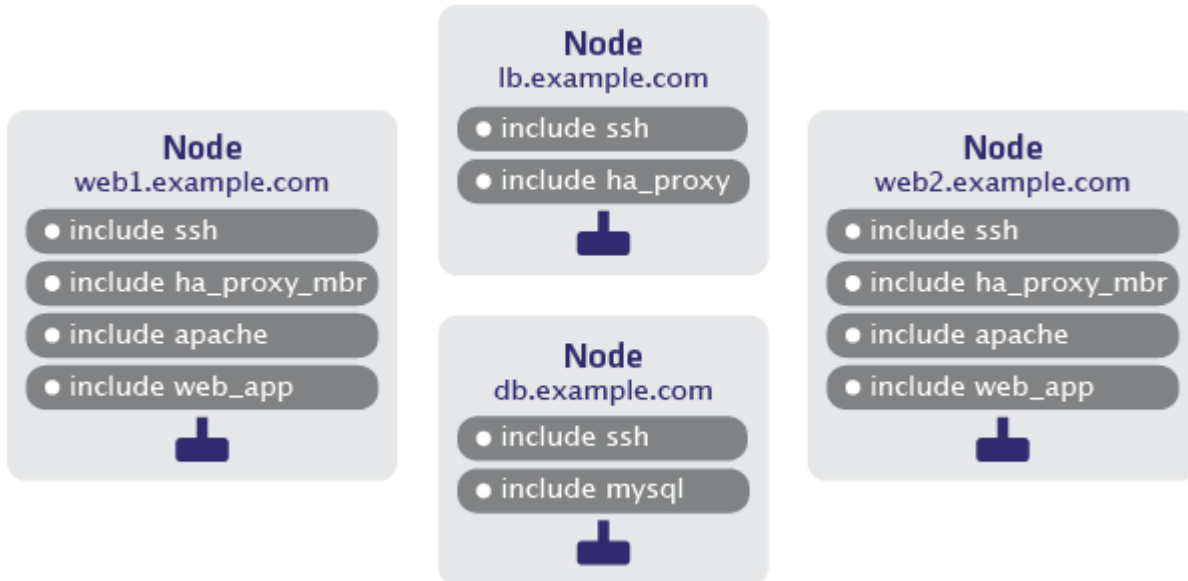 Node
lb.example.com
include ssh
include ha_proxy
Node
web1.example.com
include ssh
include ha_proxy_mbr
include apache
include web_app
Node
web2.example.com
include ssh
include ha_proxy_mbr
include apache
include web_app
Node
db.example.com
include ssh
include mysql